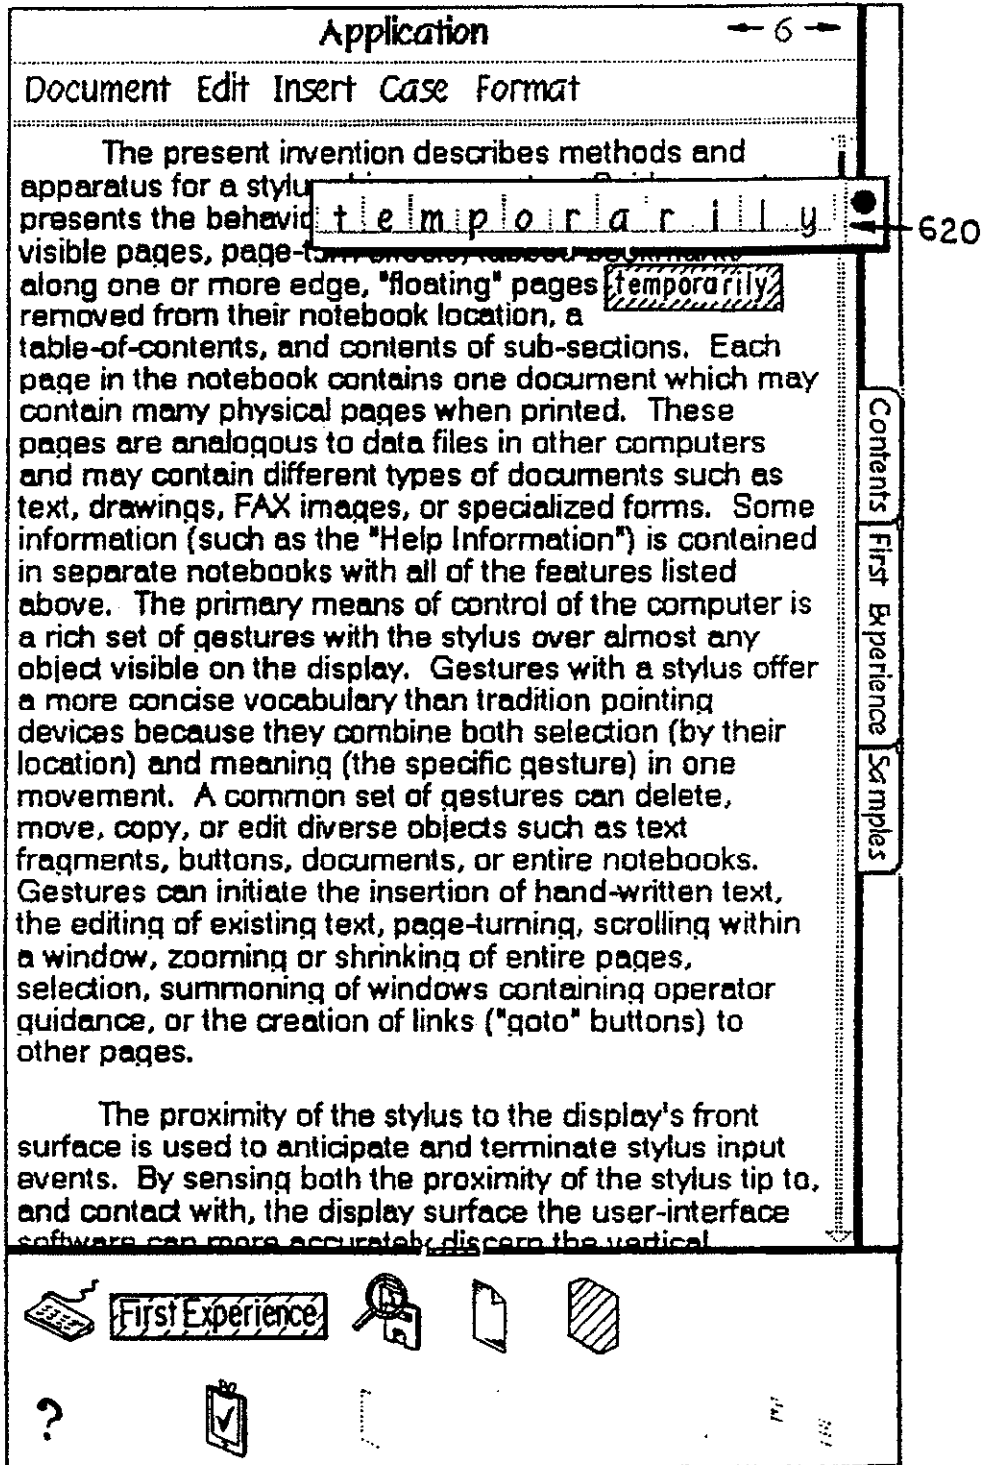 Application
6
Document Edit Insert Case Format
The present invention describes methods and
apparatus for a stylu
t e m p o r a r i l y
620
presents the behavio
visible pages, page-
along one or more edge, "floating" pages temporarily
removed from their notebook location, a
table-of-contents, and contents of sub-sections. Each
page in the notebook contains one document which may
contain many physical pages when printed. These
pages are analogous to data files in other computers
and may contain different types of documents such as
text, drawings, FAX images, or specialized forms. Some
information (such as the "Help Information") is contained
in separate notebooks with all of the features listed
above. The primary means of control of the computer is
a rich set of gestures with the stylus over almost any
object visible on the display. Gestures with a stylus offer
a more concise vocabulary than tradition pointing
devices because they combine both selection (by their
location) and meaning (the specific gesture) in one
movement. A common set of gestures can delete,
move, copy, or edit diverse objects such as text
fragments, buttons, documents, or entire notebooks.
Gestures can initiate the insertion of hand-written text,
the editing of existing text, page-turning, scrolling within
a window, zooming or shrinking of entire pages,
selection, summoning of windows containing operator
guidance, or the creation of links ("goto" buttons) to
other pages.
The proximity of the stylus to the display's front
surface is used to anticipate and terminate stylus input
events. By sensing both the proximity of the stylus tip to,
and contact with, the display surface the user-interface
software can more accurately discern the vertical
Contents
First Experience
Samples
First Experience
?